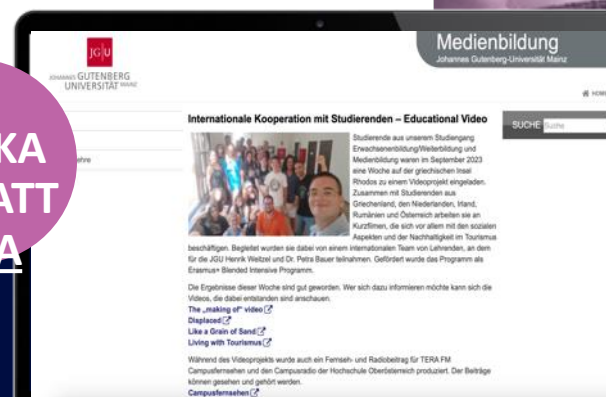 JG|U
JOHANNES GUTENBERG
UNIVERSITÄT MAINZ
Medienbildung
Johannes Gutenberg-Universität Mainz
HOME
SUCHE Suche
KA
ATT
A
ehre
Internationale Kooperation mit Studierenden – Educational Video
Studierende aus unserem Studiengang
Erwachsenenbildung/Weiterbildung und
Medienbildung waren im September 2023
eine Woche auf der griechischen Insel
Rhodos zu einem Videoprojekt eingeladen.
Zusammen mit Studierenden aus
Griechenland, den Niederlanden, Irland,
Rumänien und Österreich arbeiten sie an
Kurzfilmen, die sich vor allem mit den sozialen
Aspekten und der Nachhaltigkeit im Tourismus
beschäftigen. Begleitet wurden sie dabei von einem internationalen Team von Lehrenden, an dem
für die JGU Henrik Weitzel und Dr. Petra Bauer teilnahmen. Gefördert wurde das Programm als
Erasmus+ Blended Intensive Programm.
Die Ergebnisse dieser Woche sind gut geworden. Wer sich dazu informieren möchte kann sich die
Videos, die dabei entstanden sind anschauen.
The „making of" video
Displaced
Like a Grain of Sand
Living with Tourismus
Während des Videoprojekts wurde auch ein Fernseh- und Radiobeitrag für TERA FM
Campusfernsehen und den Campusradio der Hochschule Oberösterreich produziert. Der Beiträge
können gesehen und gehört werden.
Campusfernsehen